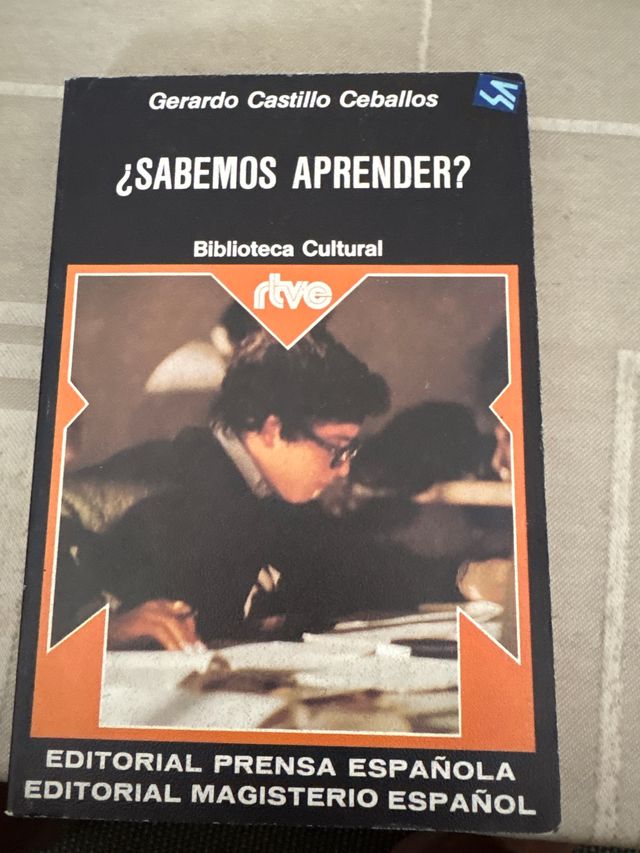 Gerardo Castillo Ceballos
¿SABEMOS APRENDER?
Biblioteca Cultural
rtve
EDITORIAL PRENSA ESPAÑOLA
EDITORIAL MAGISTERIO ESPAÑOL